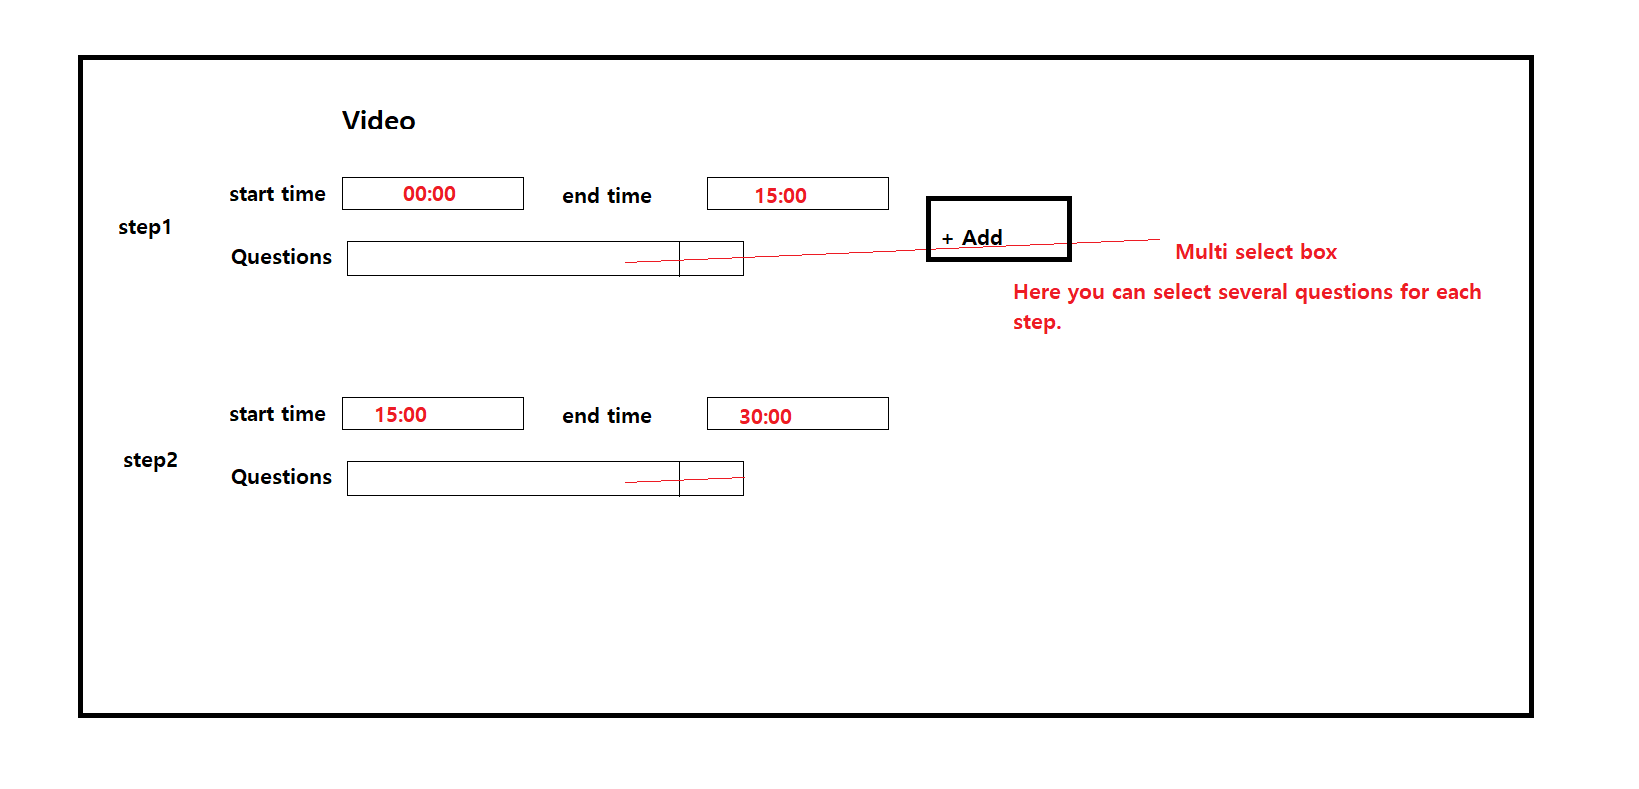 Video
start time 00:00 end time 15:00
step1
+ Add
Questions
Multi select box
Here you can select several questions for each
step.
start time 15:00 end time 30:00
step2
Questions